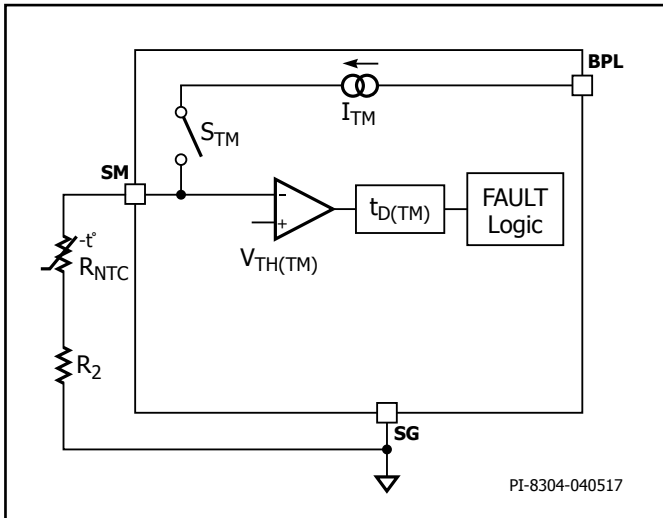 BPL
I_TM
S_TM
SM
FAULT
Logic
t_D(TM)
-
+
V_TH(TM)
-t°
R_NTC
R_2
SG
PI-8304-040517